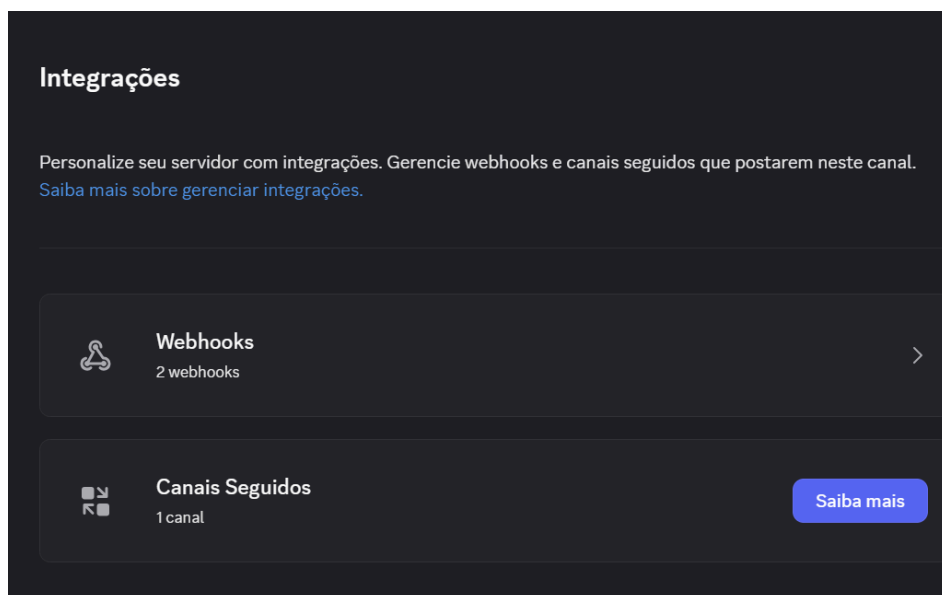 Integrações
Personalize seu servidor com integrações. Gerencie webhooks e canais seguidos que postarem neste canal.
Saiba mais sobre gerenciar integrações.
Webhooks
2 webhooks
Canais Seguidos
1 canal
Saiba mais